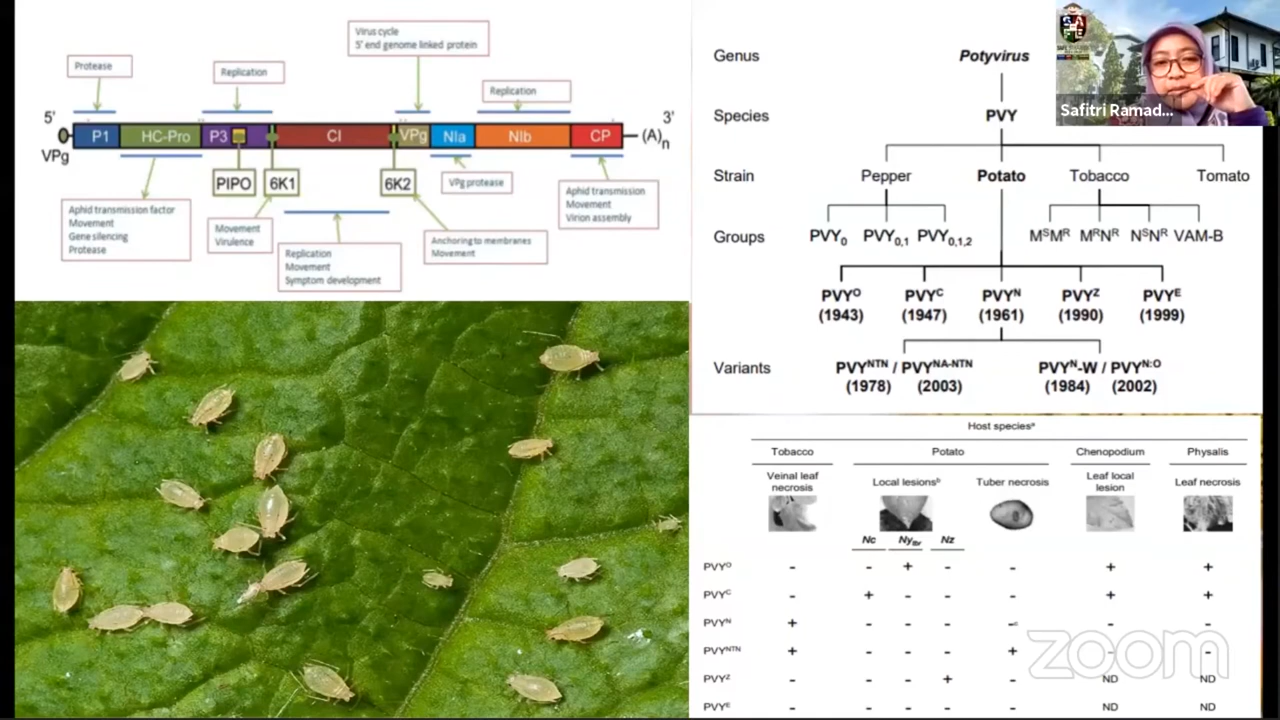 Virus cycle
5' end genome linked protein
Protease
Replication
Replication
5'
3'
P1 HC-Pro P3 CI VPg NIa NIb CP (A)n
VPg
PIPO 6K1 6K2
VPg protease
Aphid transmission factor
Movement
Gene silencing
Protease
Movement
Virulence
Replication
Movement
Symptom development
Anchoring to membranes
Movement
Aphid transmission
Movement
Virion assembly
Safitri Ramad...
Genus Potyvirus
Species PVY
Strain Pepper Potato Tobacco Tomato
Groups PVY0 PVY0,1 PVY0,1,2 MSMR MRNR NSNR VAM-B
PVYO PVYC PVYN PVYZ PVYE
(1943) (1947) (1961) (1990) (1999)
Variants PVYNTN / PVYNA-NTN PVYN-W / PVYN:O
(1978) (2003) (1984) (2002)
Host speciesa
Tobacco Potato Chenopodium Physalis
Veinal leaf necrosis Local lesionsb Tuber necrosis Leaf local lesion Leaf necrosis
Nc Nytbr Nz
PVYO - - + - - + +
PVYC - + - - - + +
PVYN + - - - -c - -
PVYNTN + - - - + - -
PVYZ - - - + - ND ND
PVYE - - - - - ND ND
zoom